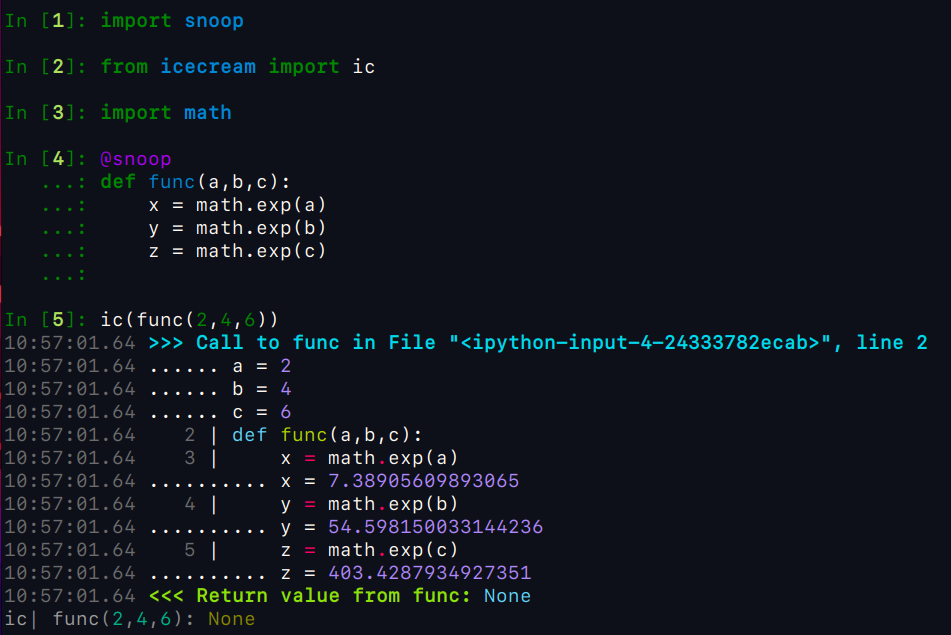 In [1]: import snoop
In [2]: from icecream import ic
In [3]: import math
In [4]: @snoop
   ...: def func(a,b,c):
   ...:     x = math.exp(a)
   ...:     y = math.exp(b)
   ...:     z = math.exp(c)
   ...:
In [5]: ic(func(2,4,6))
10:57:01.64 >>> Call to func in File "<ipython-input-4-24333782ecab>", line 2
10:57:01.64 ...... a = 2
10:57:01.64 ...... b = 4
10:57:01.64 ...... c = 6
10:57:01.64    2 | def func(a,b,c):
10:57:01.64    3 |     x = math.exp(a)
10:57:01.64 .......... x = 7.38905609893065
10:57:01.64    4 |     y = math.exp(b)
10:57:01.64 .......... y = 54.598150033144236
10:57:01.64    5 |     z = math.exp(c)
10:57:01.64 .......... z = 403.4287934927351
10:57:01.64 <<< Return value from func: None
ic| func(2,4,6): None